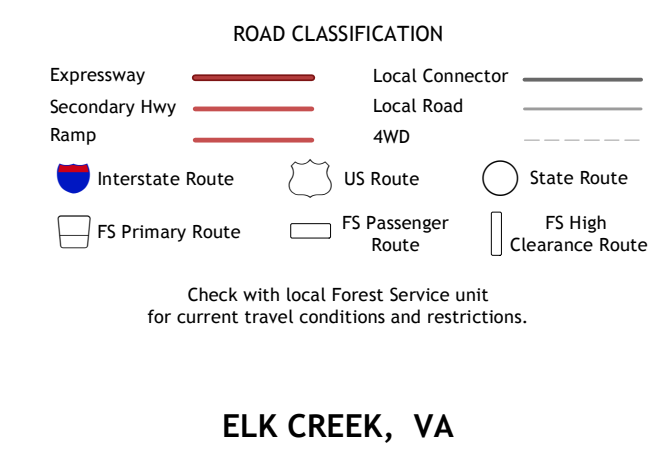 ROAD CLASSIFICATION
Expressway
Local Connector
Secondary Hwy
Local Road
Ramp
4WD
Interstate Route
US Route
State Route
FS Primary Route
FS Passenger
Route
FS High
Clearance Route
Check with local Forest Service unit
for current travel conditions and restrictions.
ELK CREEK, VA